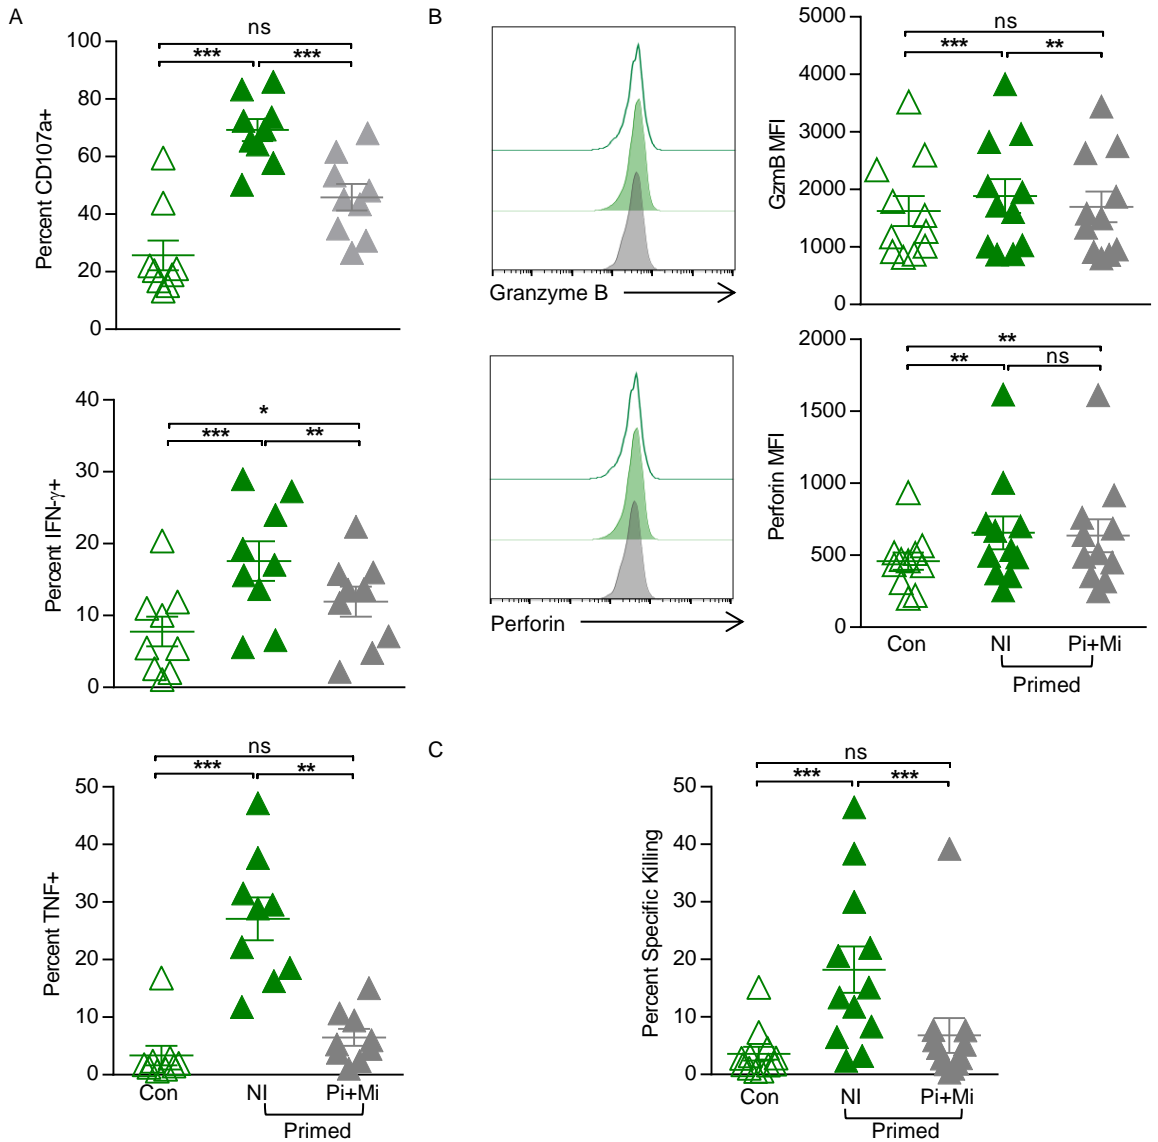 A
ns
*** ***
Percent CD107a+
100
80
60
40
20
0
*
*** **
Percent IFN-γ+
40
30
20
10
0
ns
*** **
Percent TNF+
50
40
30
20
10
0
Con NI Pi+Mi
Primed
B
Granzyme B
Perforin
ns
*** **
GzmB MFI
5000
4000
3000
2000
1000
0
**
** ns
Perforin MFI
2000
1500
1000
500
0
Con NI Pi+Mi
Primed
C
ns
*** ***
Percent Specific Killing
50
40
30
20
10
0
Con NI Pi+Mi
Primed